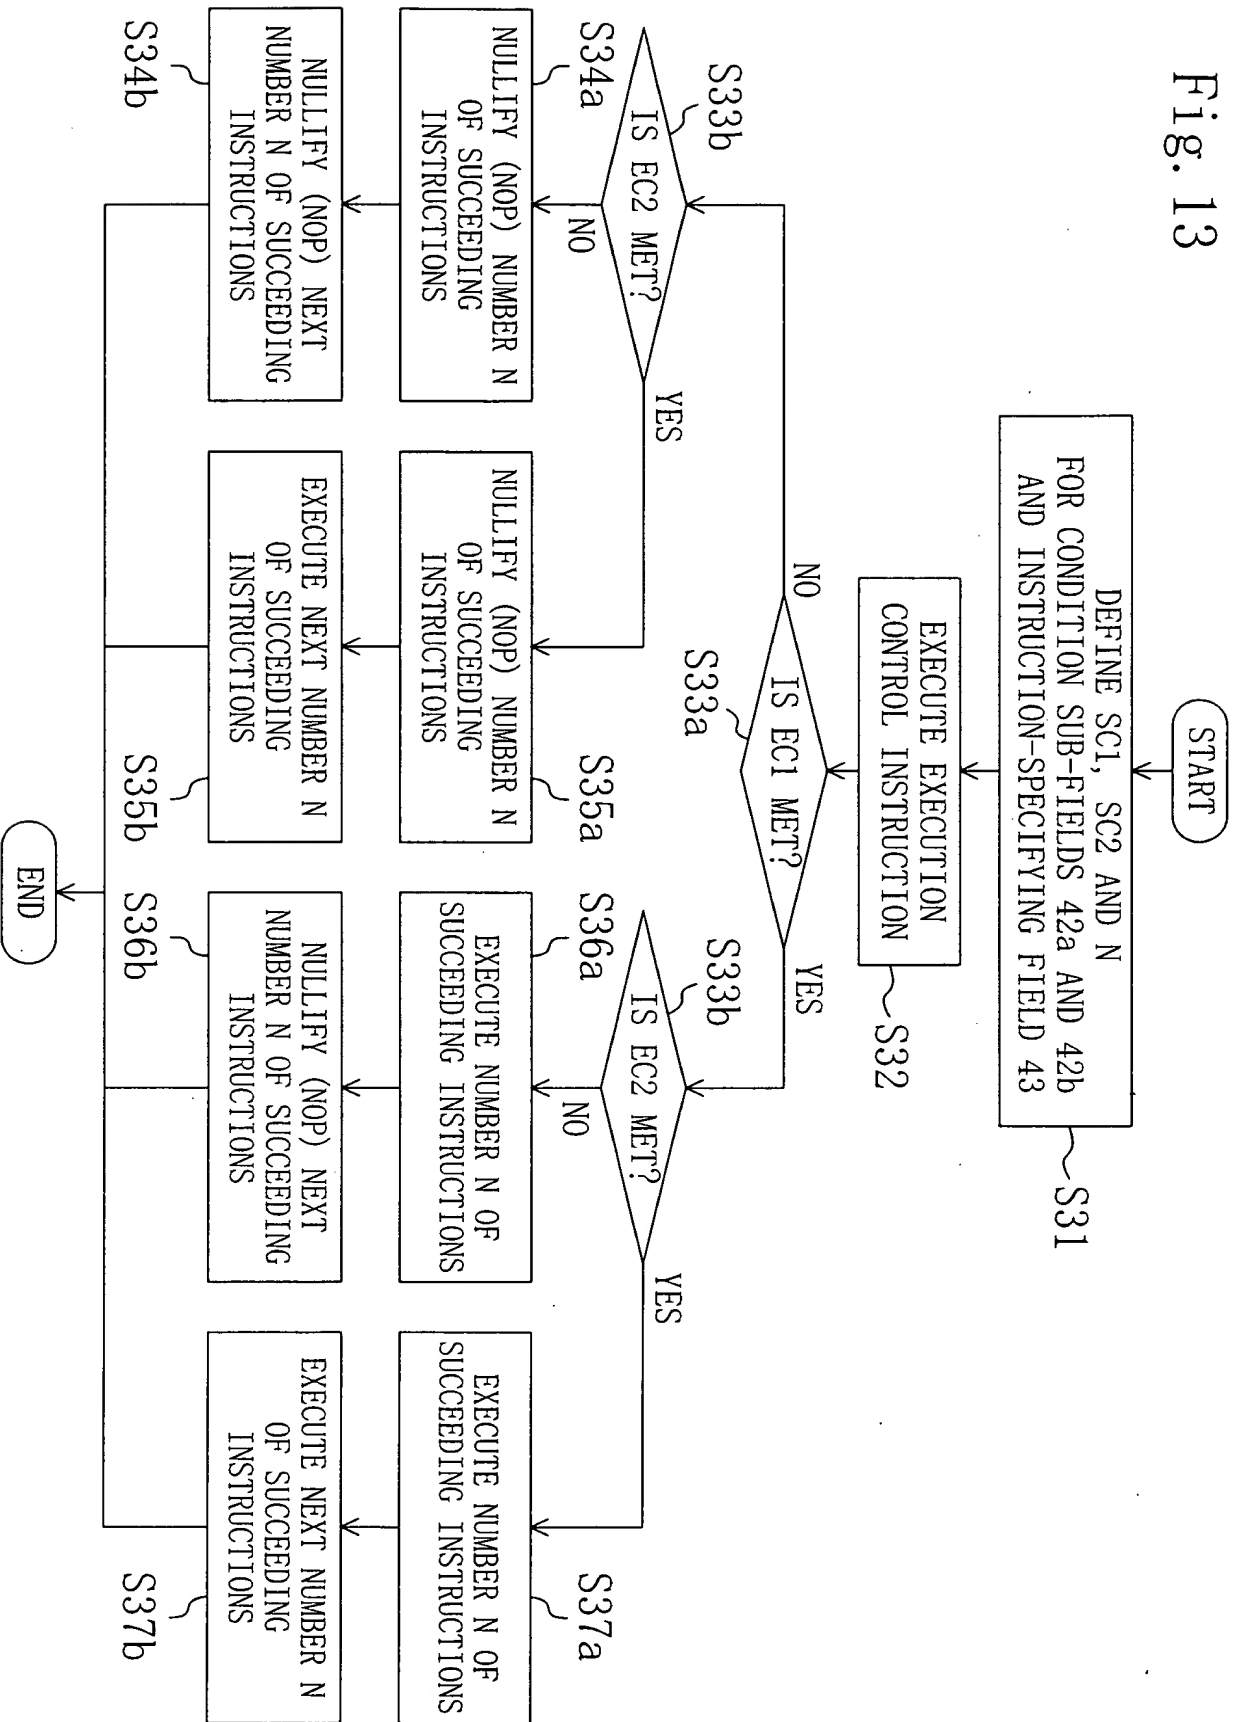 Fig. 13
START
DEFINE SC1, SC2 AND N
FOR CONDITION SUB-FIELDS 42a AND 42b
AND INSTRUCTION-SPECIFYING FIELD 43
S31
EXECUTE EXECUTION
CONTROL INSTRUCTION
S32
IS EC1 MET?
S33a
NO
YES
S33b
IS EC2 MET?
NO
YES
S33b
IS EC2 MET?
NO
YES
S34a
NULLIFY (NOP) NUMBER N
OF SUCCEEDING
INSTRUCTIONS
S35a
NULLIFY (NOP) NUMBER N
OF SUCCEEDING
INSTRUCTIONS
S36a
EXECUTE NUMBER N OF
SUCCEEDING INSTRUCTIONS
S37a
EXECUTE NUMBER N OF
SUCCEEDING INSTRUCTIONS
NULLIFY (NOP) NEXT
NUMBER N OF SUCCEEDING
INSTRUCTIONS
S34b
EXECUTE NEXT NUMBER N
OF SUCCEEDING
INSTRUCTIONS
S35b
NULLIFY (NOP) NEXT
NUMBER N OF SUCCEEDING
INSTRUCTIONS
S36b
EXECUTE NEXT NUMBER N
OF SUCCEEDING
INSTRUCTIONS
S37b
END